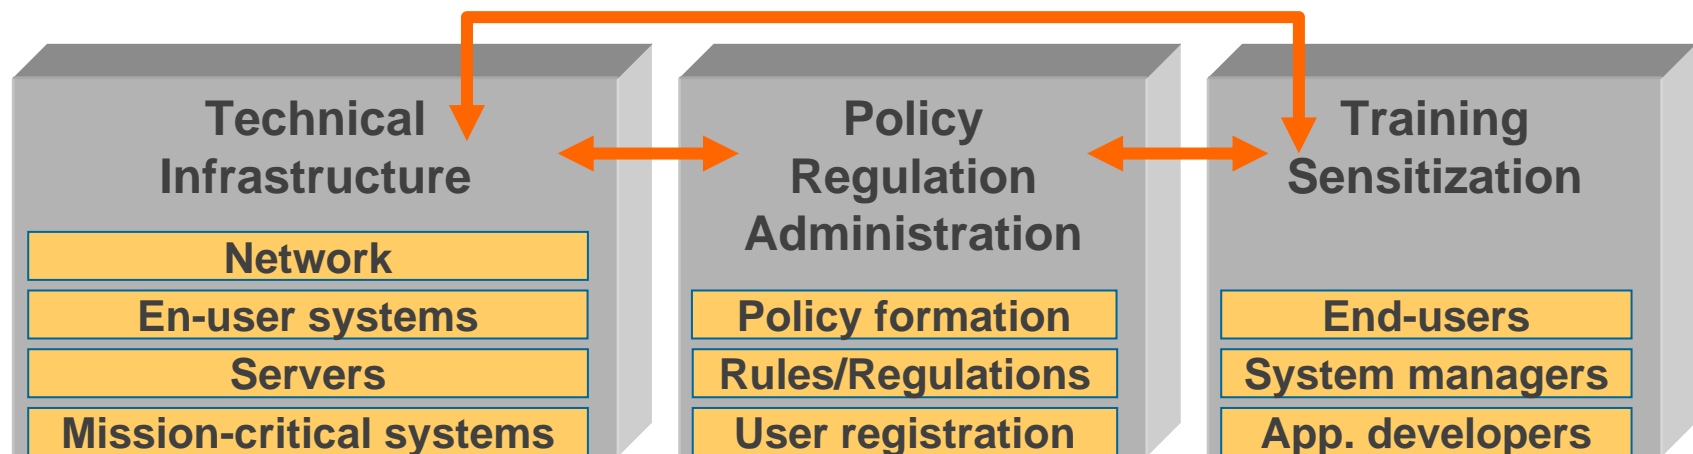 Technical
Infrastructure
Network
En-user systems
Servers
Mission-critical systems
Policy
Regulation
Administration
Policy formation
Rules/Regulations
User registration
Training
Sensitization
End-users
System managers
App. developers